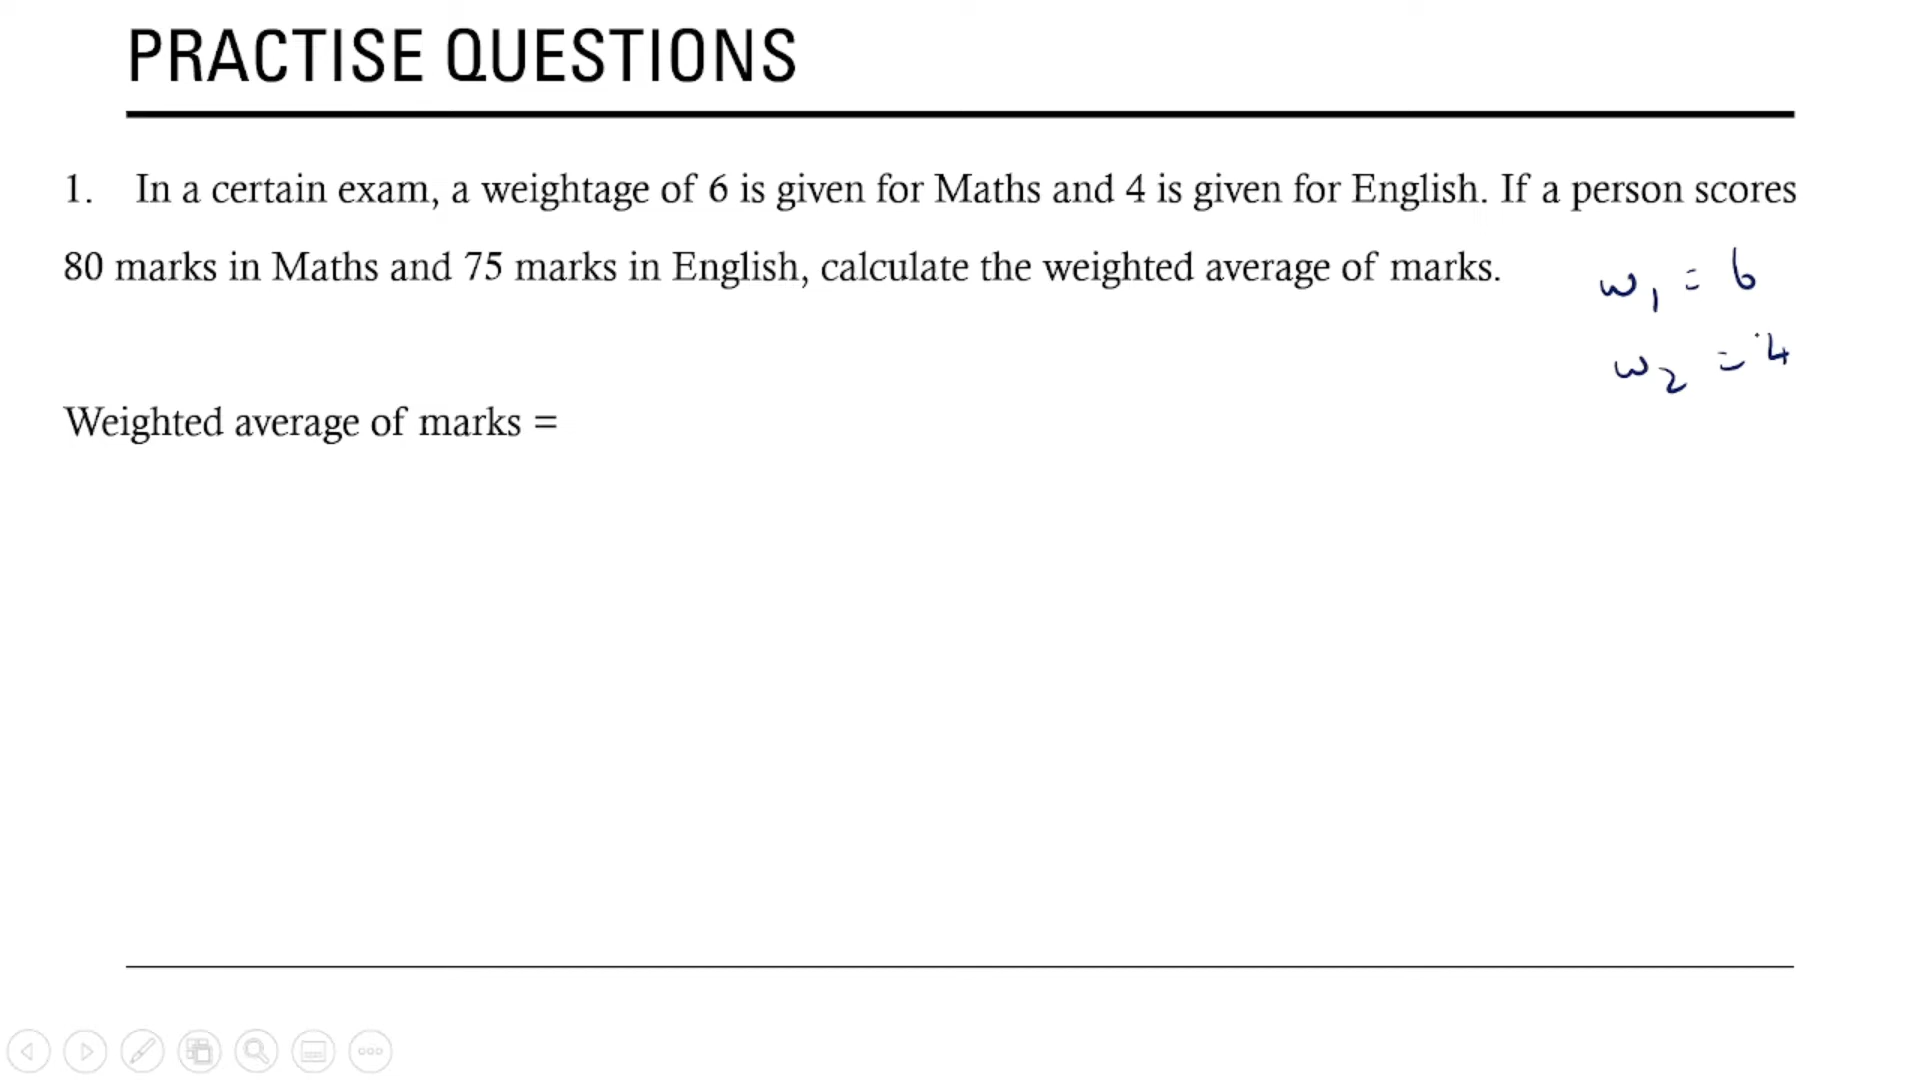 PRACTISE QUESTIONS
1. In a certain exam, a weightage of 6 is given for Maths and 4 is given for English. If a person scores
80 marks in Maths and 75 marks in English, calculate the weighted average of marks.
w₁ = 6
w₂ = 4
Weighted average of marks =